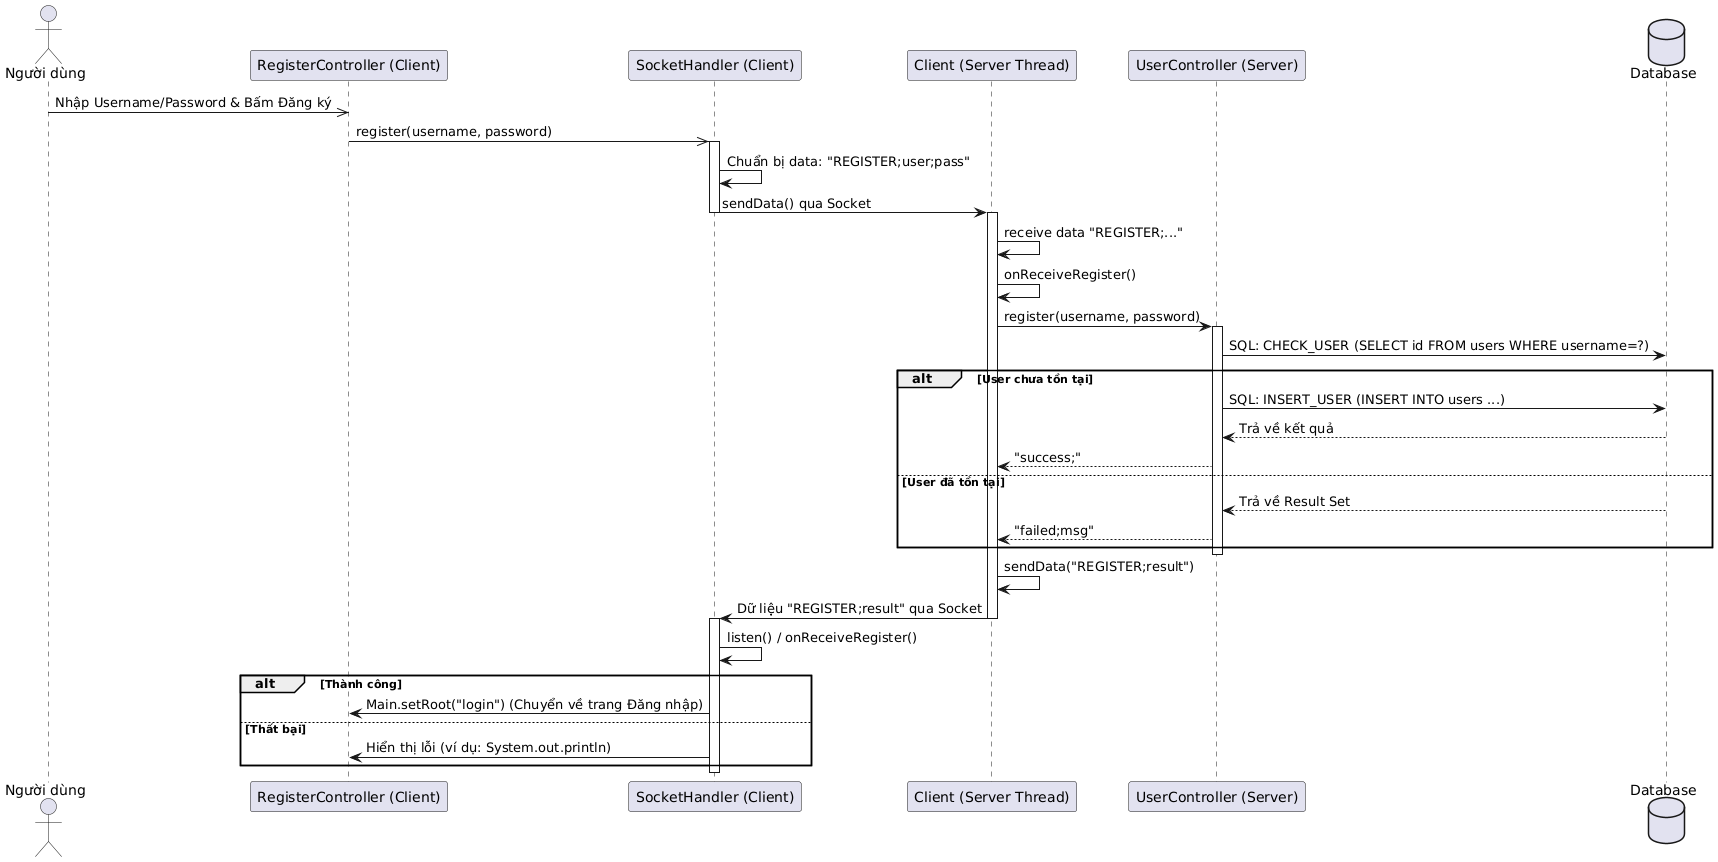 Người dùng
RegisterController (Client)
SocketHandler (Client)
Client (Server Thread)
UserController (Server)
Database
Nhập Username/Password & Bấm Đăng ký
register(username, password)
Chuẩn bị data: "REGISTER;user;pass"
sendData() qua Socket
receive data "REGISTER;..."
onReceiveRegister()
register(username, password)
SQL: CHECK_USER (SELECT id FROM users WHERE username=?)
alt [User chưa tồn tại]
SQL: INSERT_USER (INSERT INTO users ...)
Trả về kết quả
"success;"
[User đã tồn tại]
Trả về Result Set
"failed;msg"
sendData("REGISTER;result")
Dữ liệu "REGISTER;result" qua Socket
listen() / onReceiveRegister()
alt [Thành công]
Main.setRoot("login") (Chuyển về trang Đăng nhập)
[Thất bại]
Hiển thị lỗi (ví dụ: System.out.println)
Người dùng
RegisterController (Client)
SocketHandler (Client)
Client (Server Thread)
UserController (Server)
Database